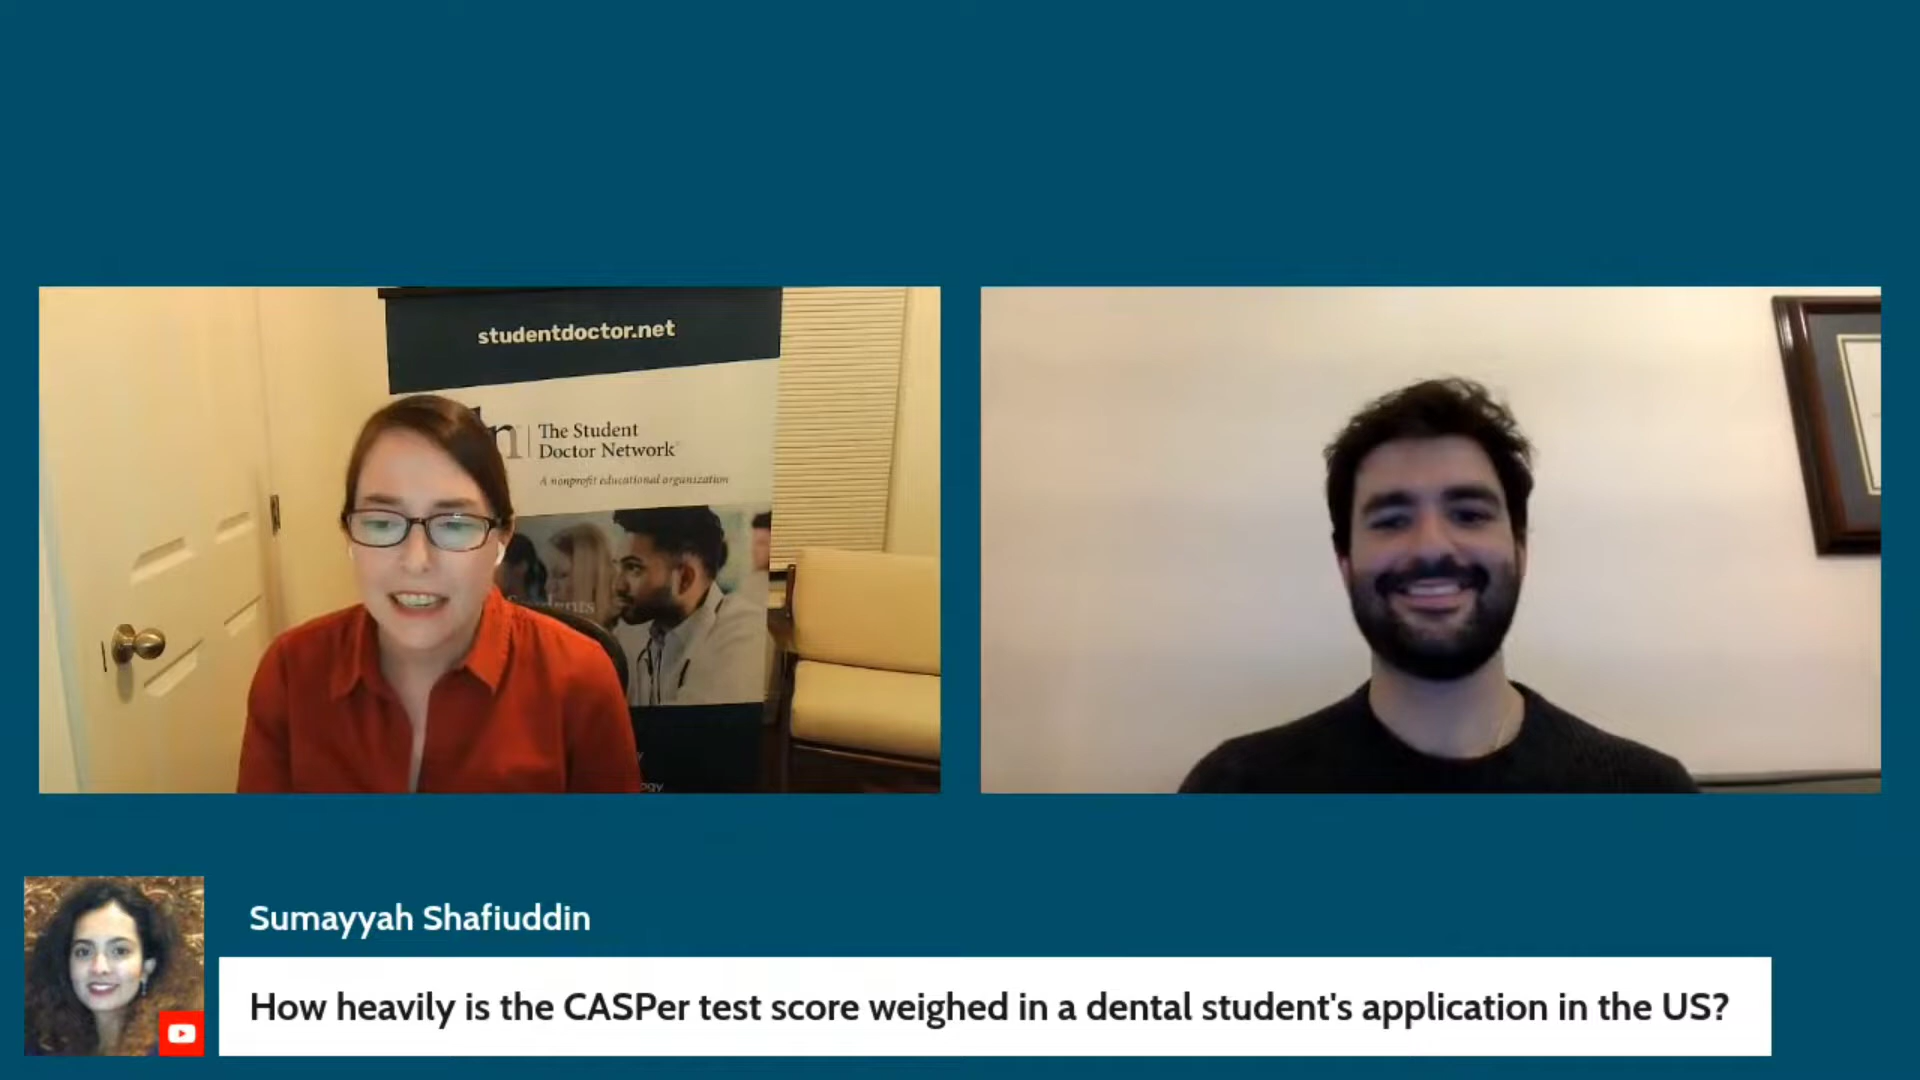 studentdoctor.net
The Student
Doctor Network
A nonprofit educational organization
Sumayyah Shafiuddin
How heavily is the CASPer test score weighed in a dental student's application in the US?